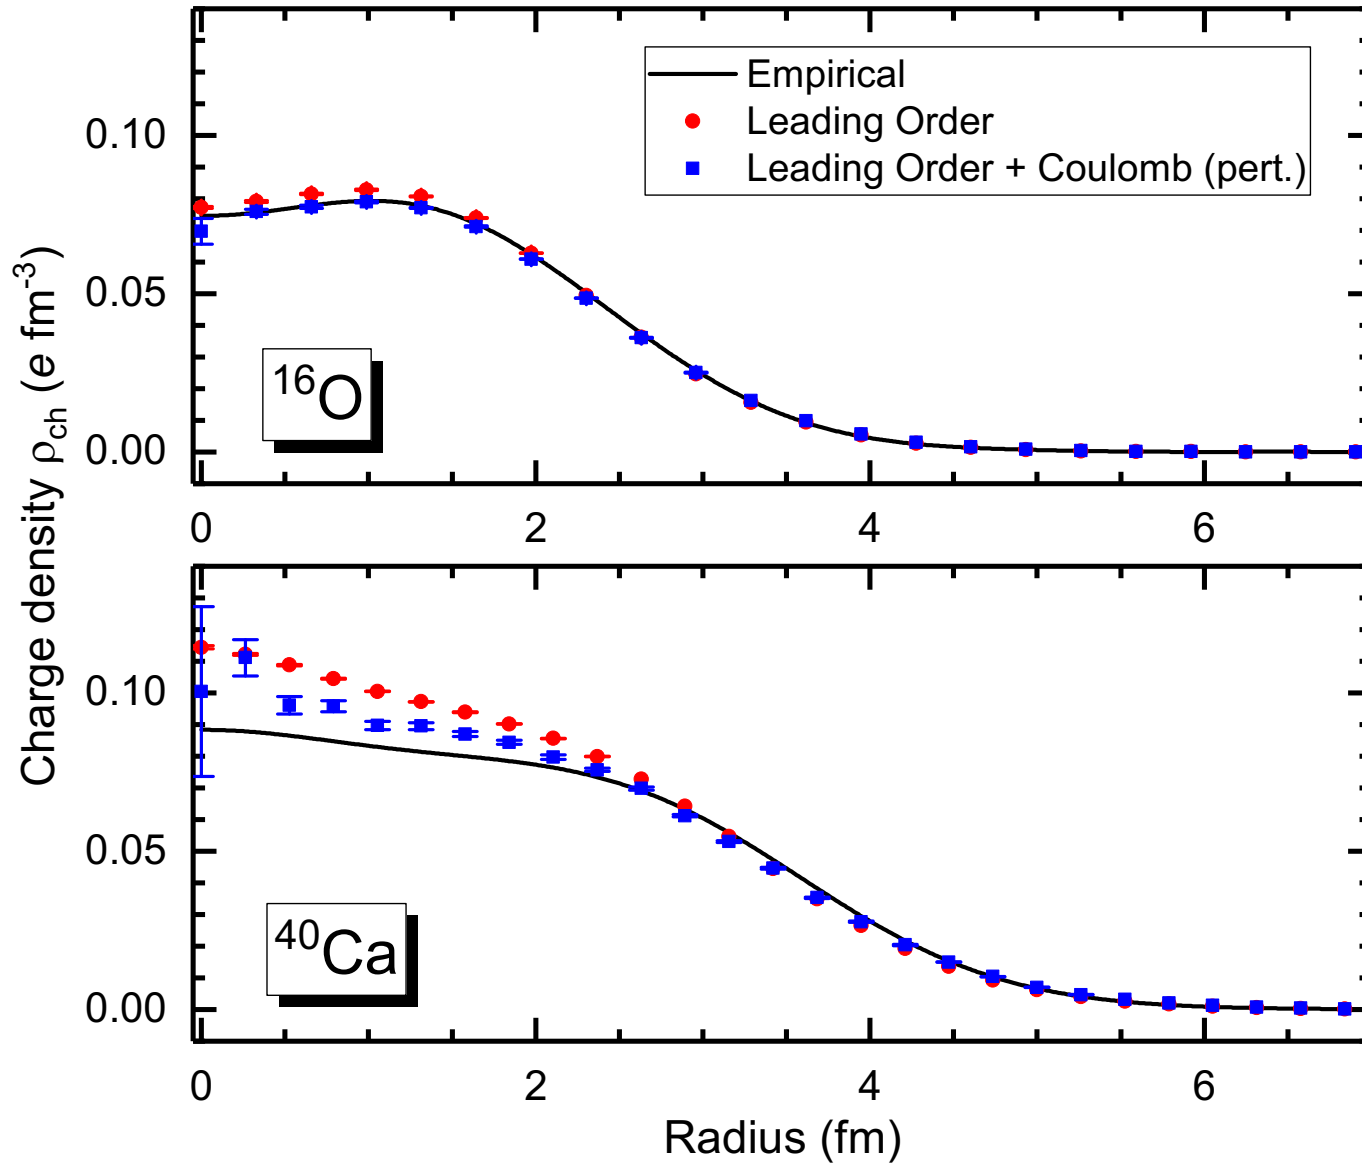 Empirical
Leading Order
Leading Order + Coulomb (pert.)
0.10
0.05
0.00
¹⁶O
0 2 4 6
Charge density ρch (e fm⁻³)
0.10
0.05
0.00
⁴⁰Ca
0 2 4 6
Radius (fm)